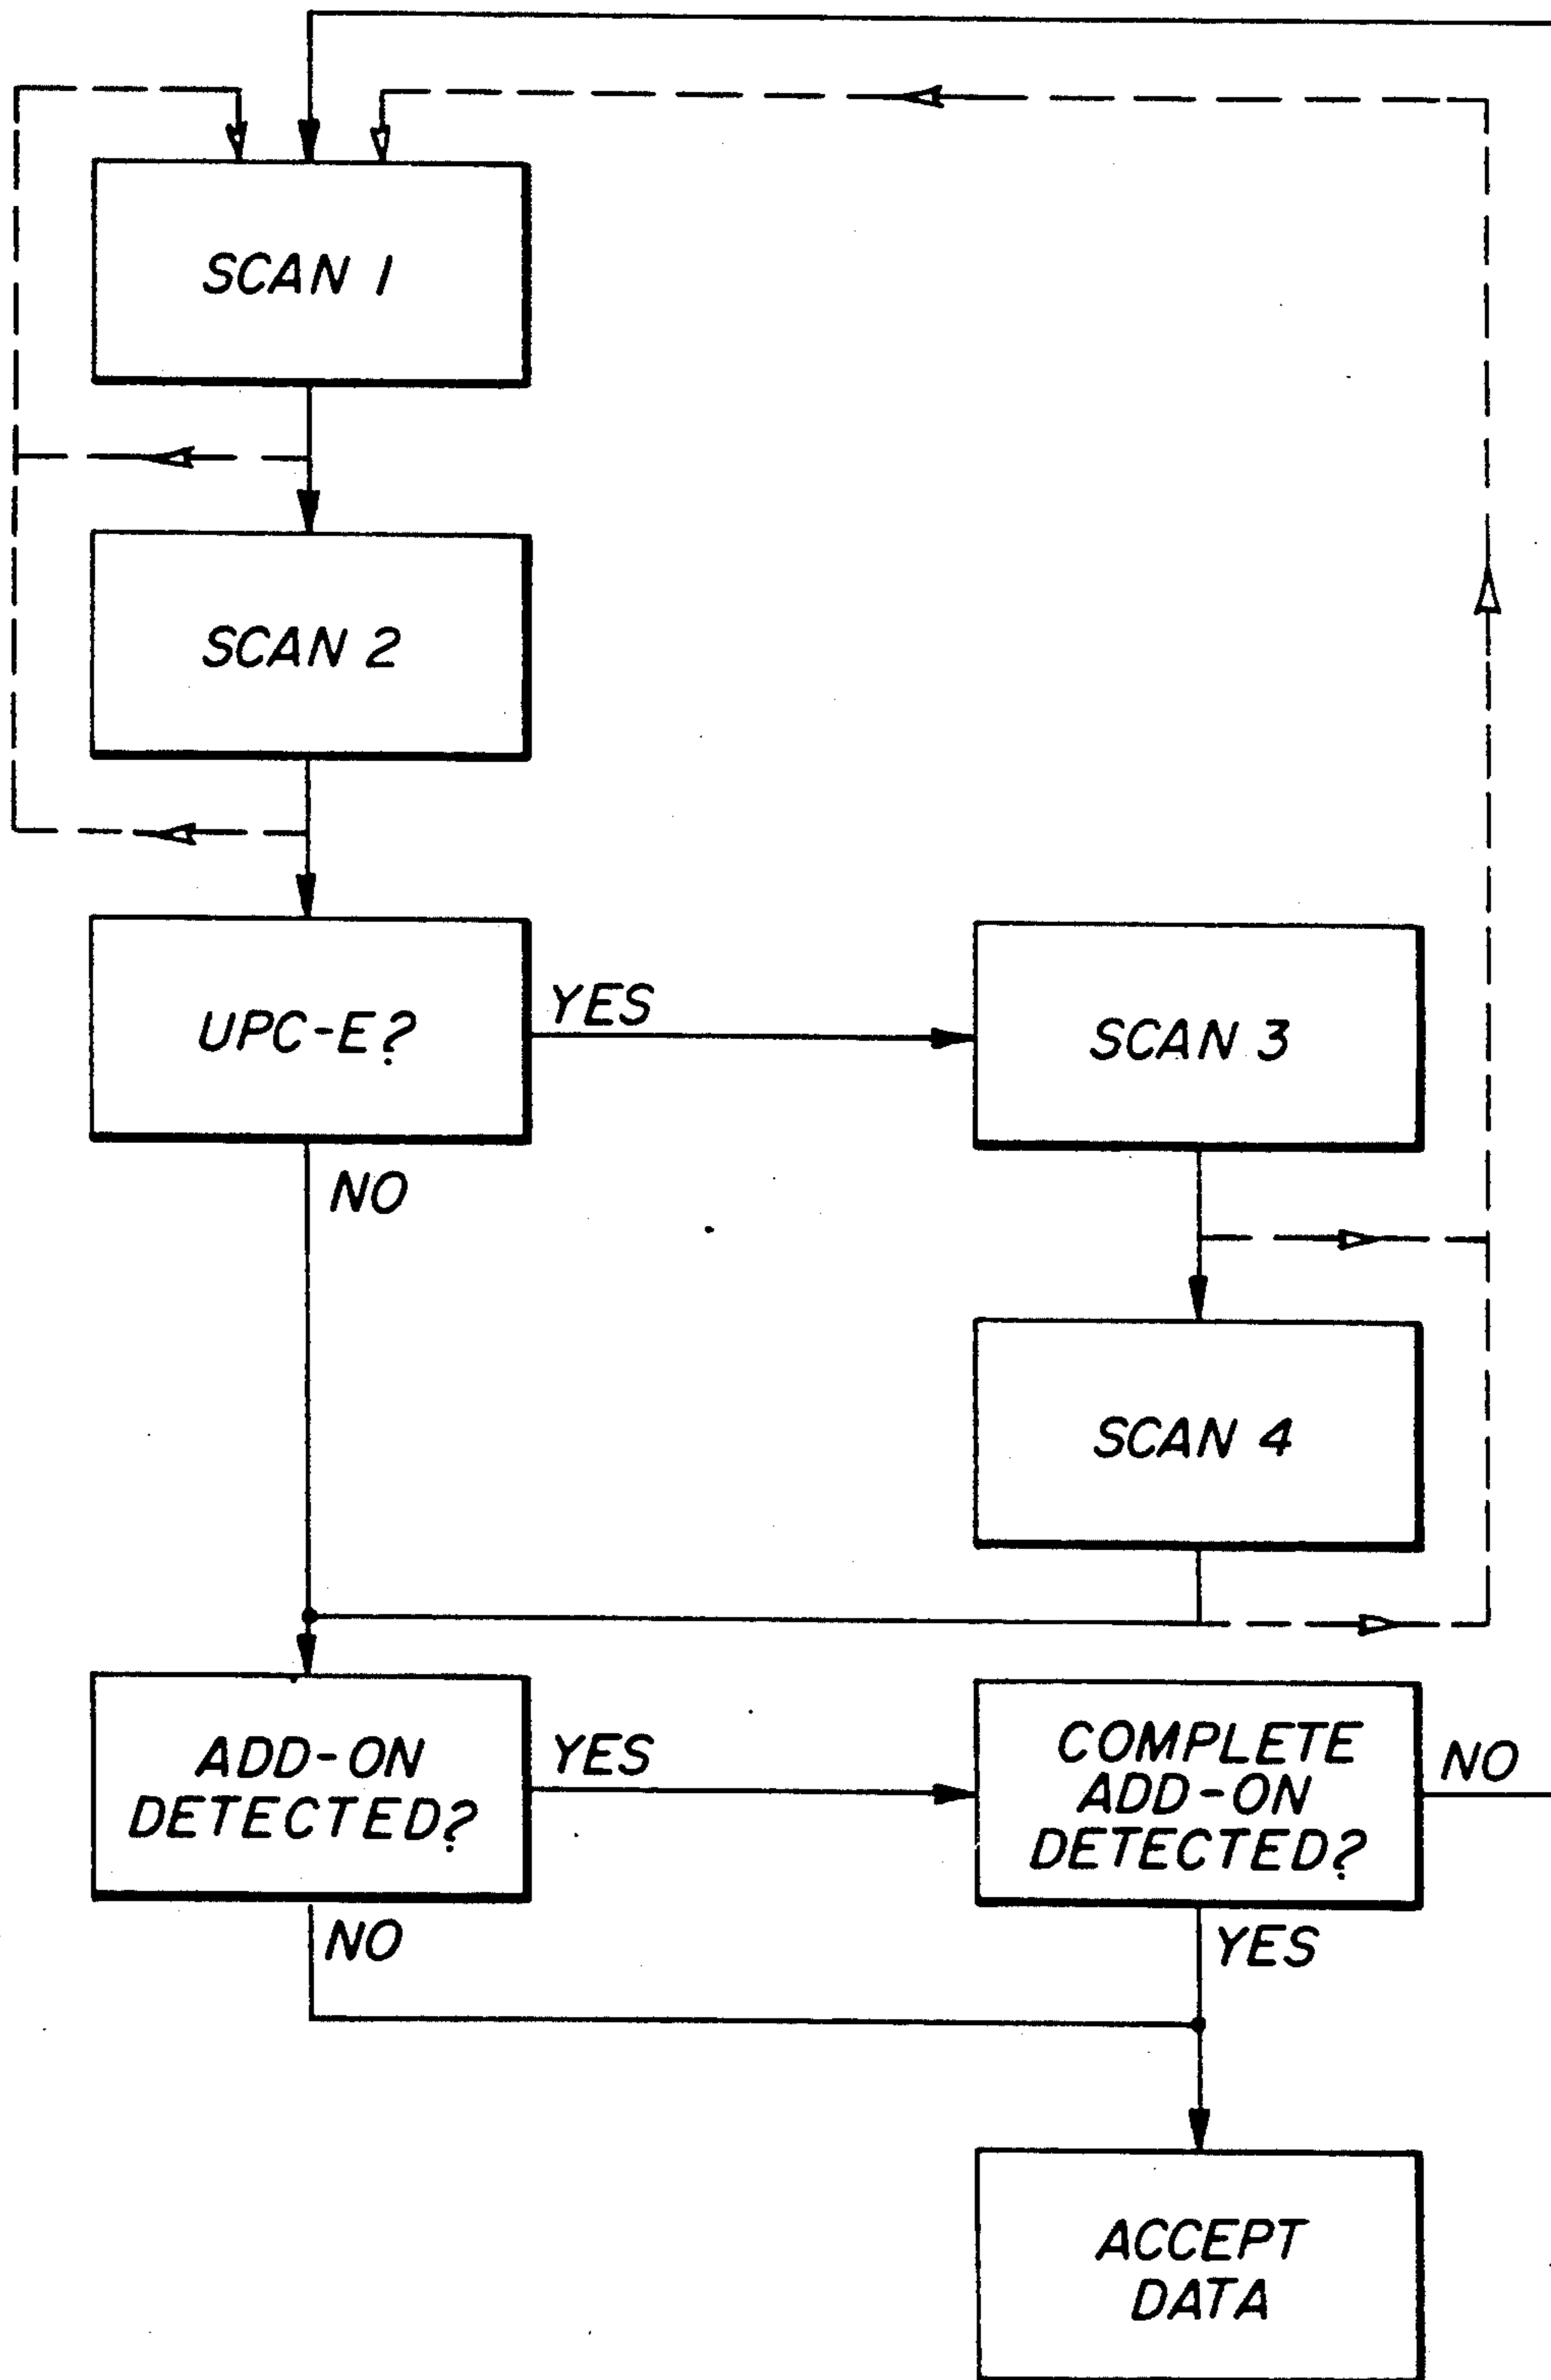 SCAN 1
SCAN 2
UPC-E?
YES
SCAN 3
NO
SCAN 4
ADD-ON
DETECTED?
YES
COMPLETE
ADD-ON
DETECTED?
NO
NO
YES
ACCEPT
DATA